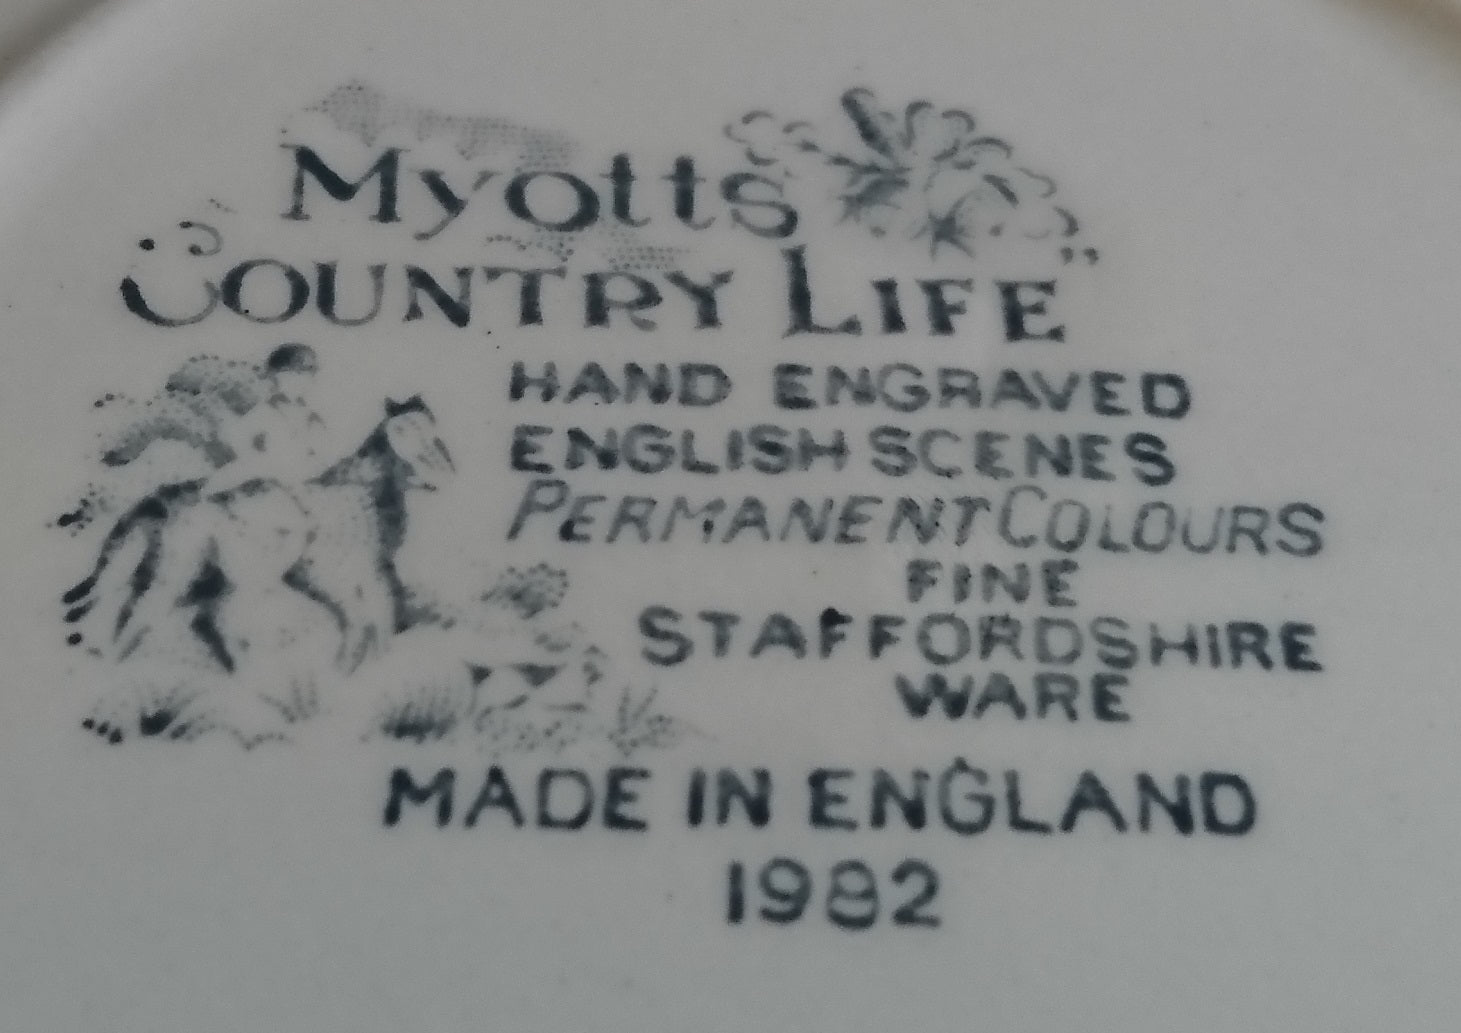 Myotts
"COUNTRY LIFE"
HAND ENGRAVED
ENGLISH SCENES
PERMANENT COLOURS
FINE
STAFFORDSHIRE
WARE
MADE IN ENGLAND
1982